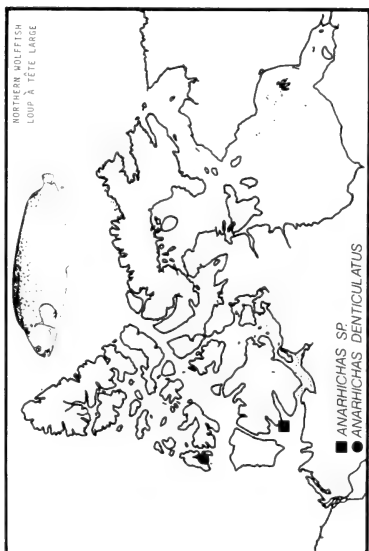 NORTHERN WOLFFISH
LOUP À TÊTE LARGE
ANARHICHAS SP.
ANARHICHAS DENTICULATUS